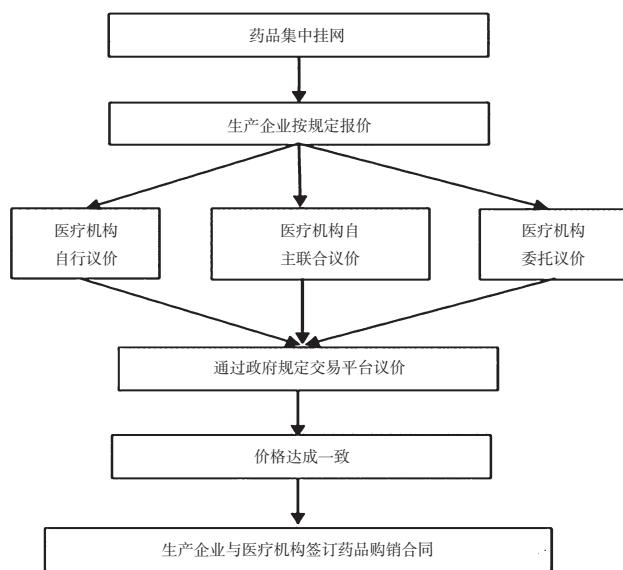 药品集中挂网
生产企业按规定报价
医疗机构
自行议价
医疗机构自
主联合议价
医疗机构
委托议价
通过政府规定交易平台议价
价格达成一致
生产企业与医疗机构签订药品购销合同